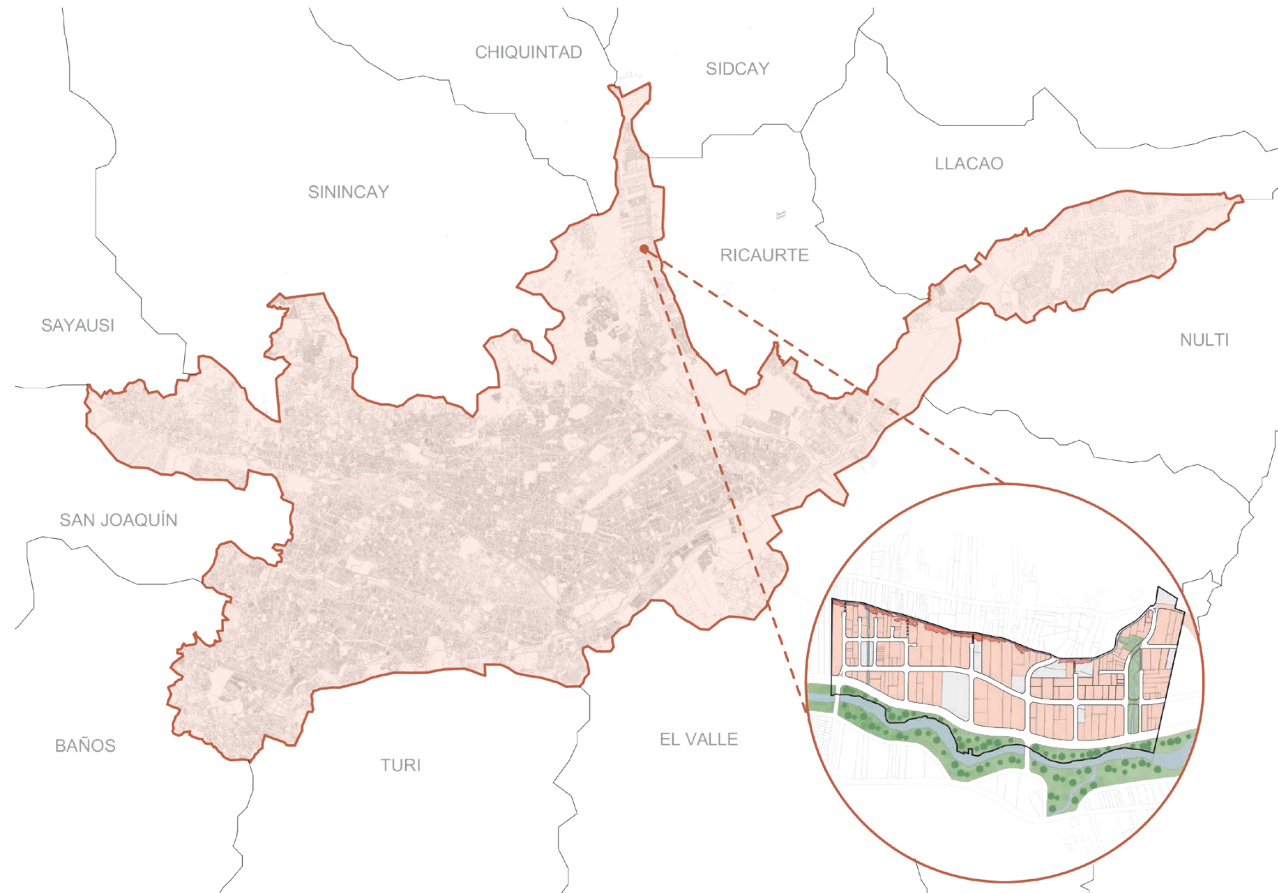 CHIQUINTAD
SIDCAY
LLACAO
SININCAY
RICAURTE
SAYAUSI
NULTI
SAN JOAQUÍN
EL VALLE
BAÑOS
TURI